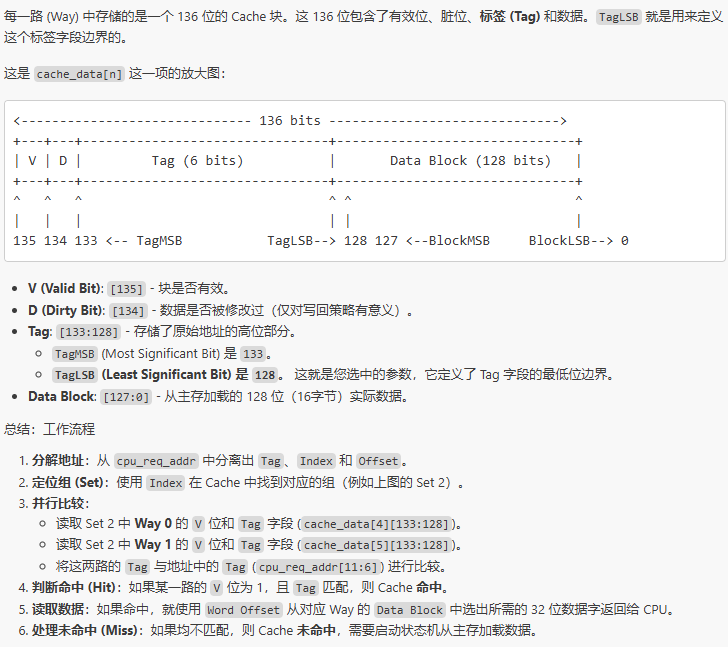 每一路 (Way) 中存储的是一个 136 位的 Cache 块。这 136 位包含了有效位、脏位、标签 (Tag) 和数据。TagLSB 就是用来定义
这个标签字段边界的。
这是 cache_data[n] 这一项的放大图：
<---------------------------- 136 bits ---------------------------->
+---+---+-------------------------------+------------------------------+
| V | D |         Tag (6 bits)          |     Data Block (128 bits)    |
+---+---+-------------------------------+------------------------------+
^   ^   ^                               ^ ^                            ^
|   |   |                               | |                            |
135 134 133 <-- TagMSB          TagLSB--> 128 127 <--BlockMSB     BlockLSB--> 0
• V (Valid Bit): [135] - 块是否有效。
• D (Dirty Bit): [134] - 数据是否被修改过（仅对写回策略有意义）。
• Tag: [133:128] - 存储了原始地址的高位部分。
○ TagMSB (Most Significant Bit) 是 133。
○ TagLSB (Least Significant Bit) 是 128。 这就是您选中的参数，它定义了 Tag 字段的最低位边界。
• Data Block: [127:0] - 从主存加载的 128 位（16字节）实际数据。
总结：工作流程
1. 分解地址：从 cpu_req_addr 中分离出 Tag、Index 和 Offset。
2. 定位组 (Set)：使用 Index 在 Cache 中找到对应的组（例如上图的 Set 2）。
3. 并行比较：
○ 读取 Set 2 中 Way 0 的 V 位和 Tag 字段 (cache_data[4][133:128])。
○ 读取 Set 2 中 Way 1 的 V 位和 Tag 字段 (cache_data[5][133:128])。
○ 将这两路的 Tag 与地址中的 Tag (cpu_req_addr[11:6]) 进行比较。
4. 判断命中 (Hit)：如果某一路的 V 位为 1，且 Tag 匹配，则 Cache 命中。
5. 读取数据：如果命中，就使用 Word Offset 从对应 Way 的 Data Block 中选出所需的 32 位数据字返回给 CPU。
6. 处理未命中 (Miss)：如果均不匹配，则 Cache 未命中，需要启动状态机从主存加载数据。